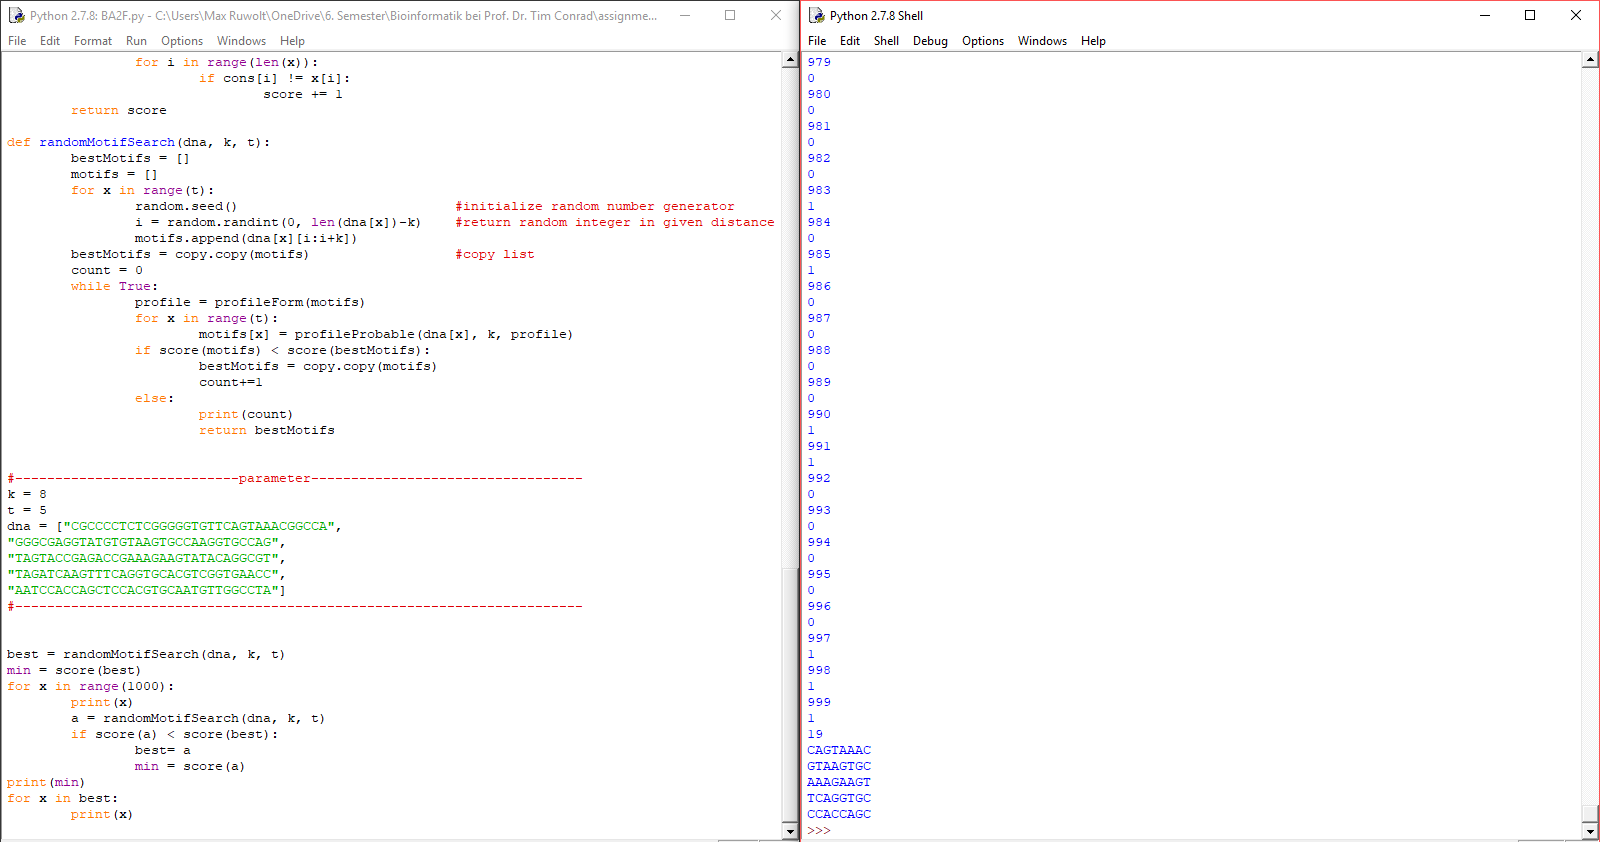 Python 2.7.8: BA2F.py - C:\Users\Max Ruwolt\OneDrive\6. Semester\Bioinformatik bei Prof. Dr. Tim Conrad\assignme...
File Edit Format Run Options Windows Help
for i in range(len(x)):
if cons[i] != x[i]:
score += 1
return score
def randomMotifSearch(dna, k, t):
bestMotifs = []
motifs = []
for x in range(t):
random.seed() #initialize random number generator
i = random.randint(0, len(dna[x])-k) #return random integer in given distance
motifs.append(dna[x][i:i+k])
bestMotifs = copy.copy(motifs) #copy list
count = 0
while True:
profile = profileForm(motifs)
for x in range(t):
motifs[x] = profileProbable(dna[x], k, profile)
if score(motifs) < score(bestMotifs):
bestMotifs = copy.copy(motifs)
count+=1
else:
print(count)
return bestMotifs
#----------------------------parameter----------------------------------
k = 8
t = 5
dna = ["CGCCCCTCTCGGGGGTGTTCAGTAAACGGCCA",
"GGGCGAGGTATGTGTAAGTGCCAAGGTGCCAG",
"TAGTACCGAGACCGAAAGAAGTATACAGGCGT",
"TAGATCAAGTTTCAGGTGCACGTCGGTGAACC",
"AATCCACCAGCTCCACGTGCAATGTTGGCCTA"]
#-----------------------------------------------------------------------
best = randomMotifSearch(dna, k, t)
min = score(best)
for x in range(1000):
print(x)
a = randomMotifSearch(dna, k, t)
if score(a) < score(best):
best= a
min = score(a)
print(min)
for x in best:
print(x)
Python 2.7.8 Shell
File Edit Shell Debug Options Windows Help
979
0
980
0
981
0
982
0
983
1
984
0
985
1
986
0
987
0
988
0
989
0
990
1
991
1
992
0
993
0
994
0
995
0
996
0
997
1
998
1
999
1
19
CAGTAAAC
GTAAGTGC
AAAGAAGT
TCAGGTGC
CCACCAGC
>>>